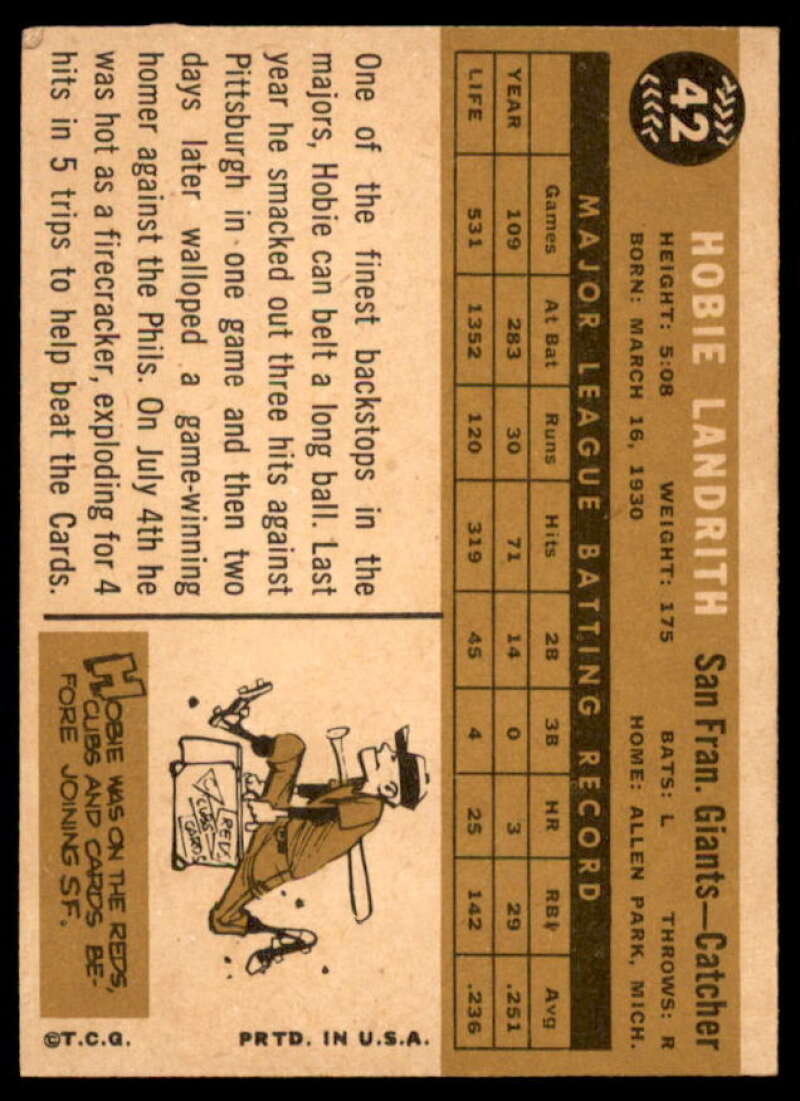 42
HOBIE LANDRITH San Fran. Giants—Catcher
HEIGHT: 5:08 WEIGHT: 175 BATS: L THROWS: R
BORN: MARCH 16, 1930 HOME: ALLEN PARK, MICH.
MAJOR LEAGUE BATTING RECORD
Games At Bat Runs Hits 2B 3B HR RBI Avg
YEAR 109 283 30 71 14 0 3 29 .251
LIFE 531 1352 120 319 45 4 25 142 .236
One of the finest backstops in the
majors, Hobie can belt a long ball. Last
year he smacked out three hits against
Pittsburgh in one game and then two
days later walloped a game-winning
homer against the Phils. On July 4th he
was hot as a firecracker, exploding for 4
hits in 5 trips to help beat the Cards.
REDS
CUBS
CARDS
HOBIE WAS ON THE REDS,
CUBS AND CARDS BE-
FORE JOINING S.F.
©T.C.G. PRTD. IN U.S.A.